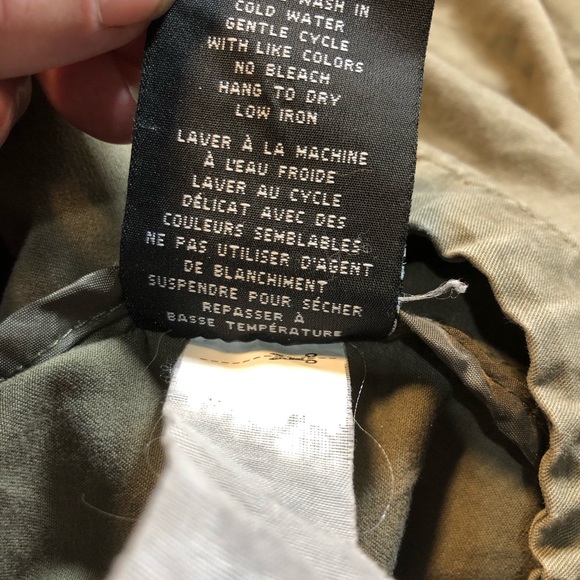 WASH IN
COLD WATER
GENTLE CYCLE
WITH LIKE COLORS
NO BLEACH
HANG TO DRY
LOW IRON
LAVER À LA MACHINE
À L'EAU FROIDE
LAVER AU CYCLE
DÉLICAT AVEC DES
COULEURS SEMBLABLES
NE PAS UTILISER D'AGENT
DE BLANCHIMENT
SUSPENDRE POUR SÉCHER
REPASSER À
BASSE TEMPÉRATURE